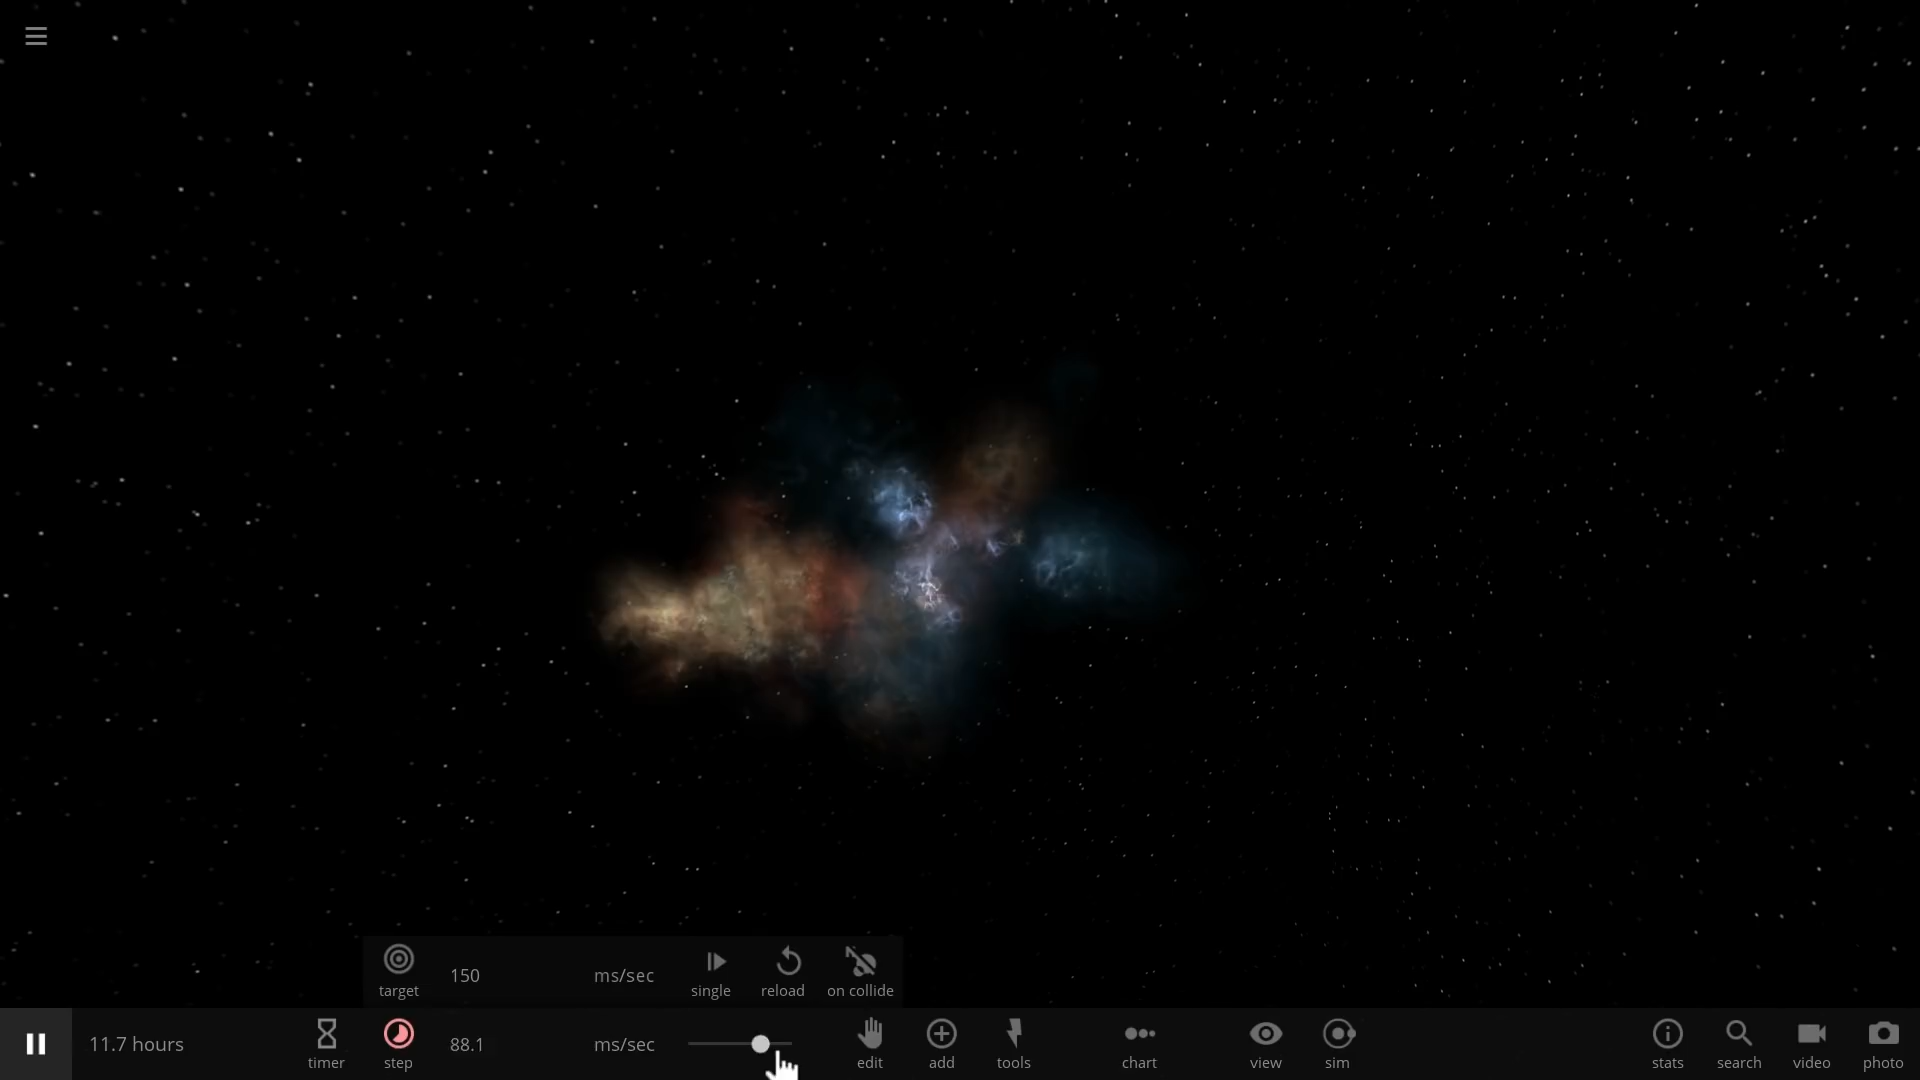 target 150 ms/sec single reload on collide
11.7 hours timer step 88.1 ms/sec edit add tools chart view sim stats search video photo